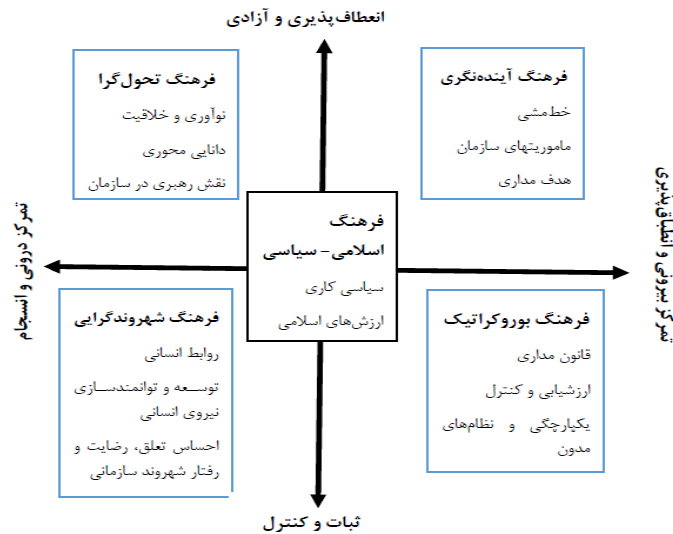 انعطاف‌پذیری و آزادی
فرهنگ آینده‌نگری
خط‌مشی
ماموریتهای سازمان
هدف مداری
فرهنگ تحول‌گرا
نوآوری و خلاقیت
دانایی محوری
نقش رهبری در سازمان
تمرکز بیرونی و انطباق‌پذیری
فرهنگ
اسلامی – سیاسی
سیاسی کاری
ارزش‌های اسلامی
تمرکز درونی و انسجام
فرهنگ بوروکراتیک
قانون مداری
ارزشیابی و کنترل
یکپارچگی و نظام‌های
مدون
فرهنگ شهروندگرایی
روابط انسانی
توســعه و توانمندســازی
نیروی انسانی
احساس تعلق، رضایت و
رفتار شهروند سازمانی
ثبات و کنترل